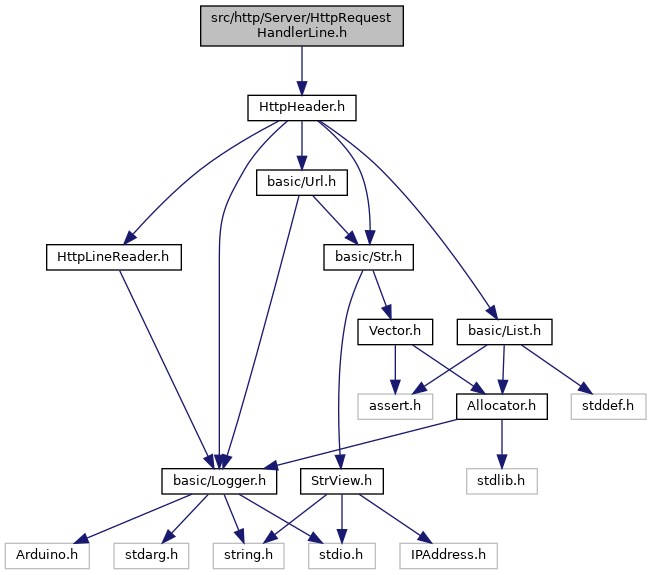 src/http/Server/HttpRequest
HandlerLine.h
HttpHeader.h
basic/Url.h
HttpLineReader.h
basic/Str.h
Vector.h
basic/List.h
assert.h
Allocator.h
stddef.h
basic/Logger.h
StrView.h
stdlib.h
Arduino.h
stdarg.h
string.h
stdio.h
IPAddress.h